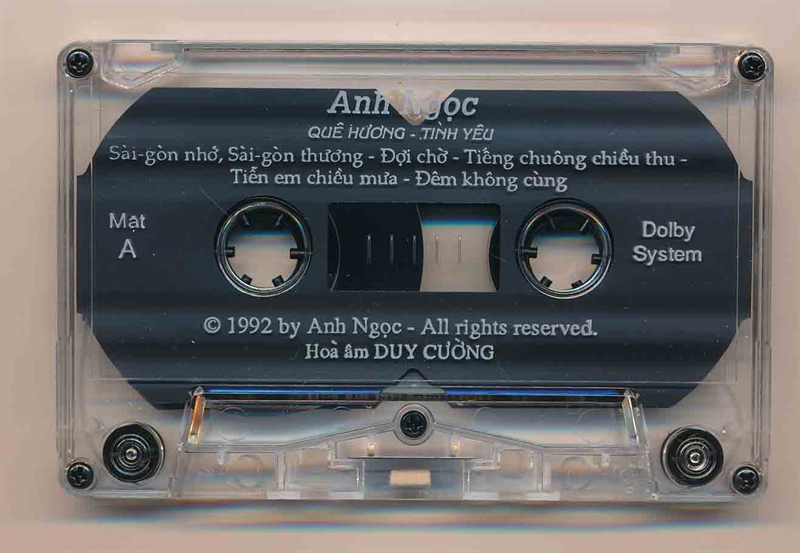 Anh Ngọc
QUÊ HƯƠNG - TÌNH YÊU
Sài-gòn nhớ, Sài-gòn thương - Đợi chờ - Tiếng chuông chiều thu -
Tiễn em chiều mưa - Đêm không cùng
Mặt
A
Dolby
System
© 1992 by Anh Ngọc - All rights reserved.
Hoà âm DUY CƯỜNG